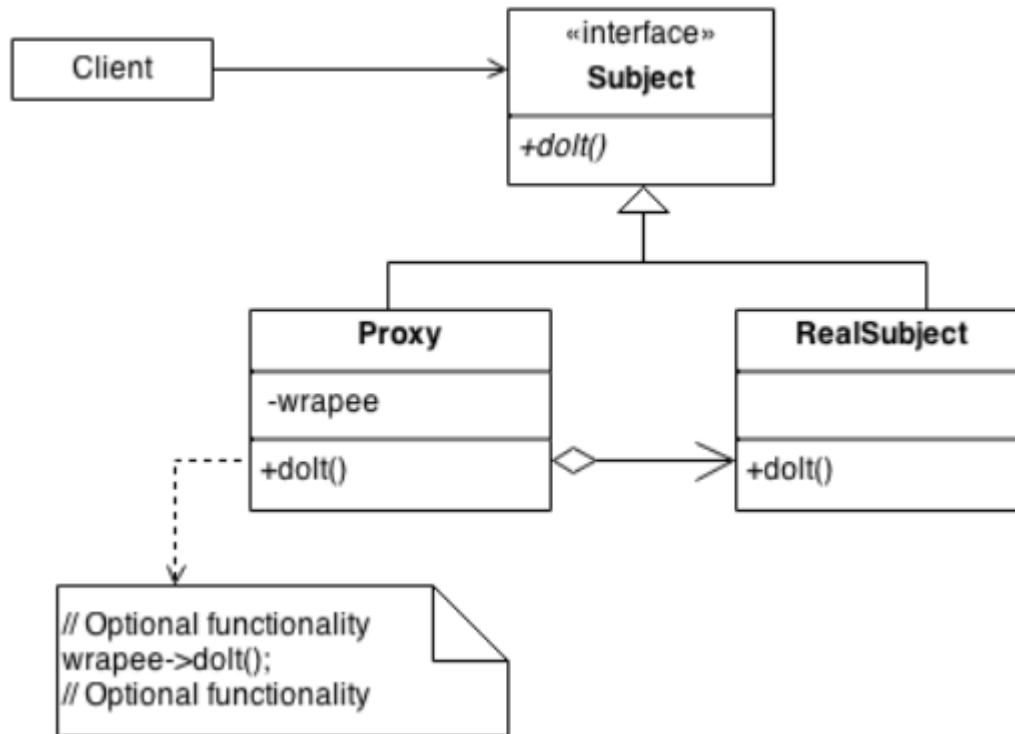 Client
«interface»
Subject
+doIt()
Proxy
-wrapee
+doIt()
RealSubject
+doIt()
// Optional functionality
wrapee->doIt();
// Optional functionality